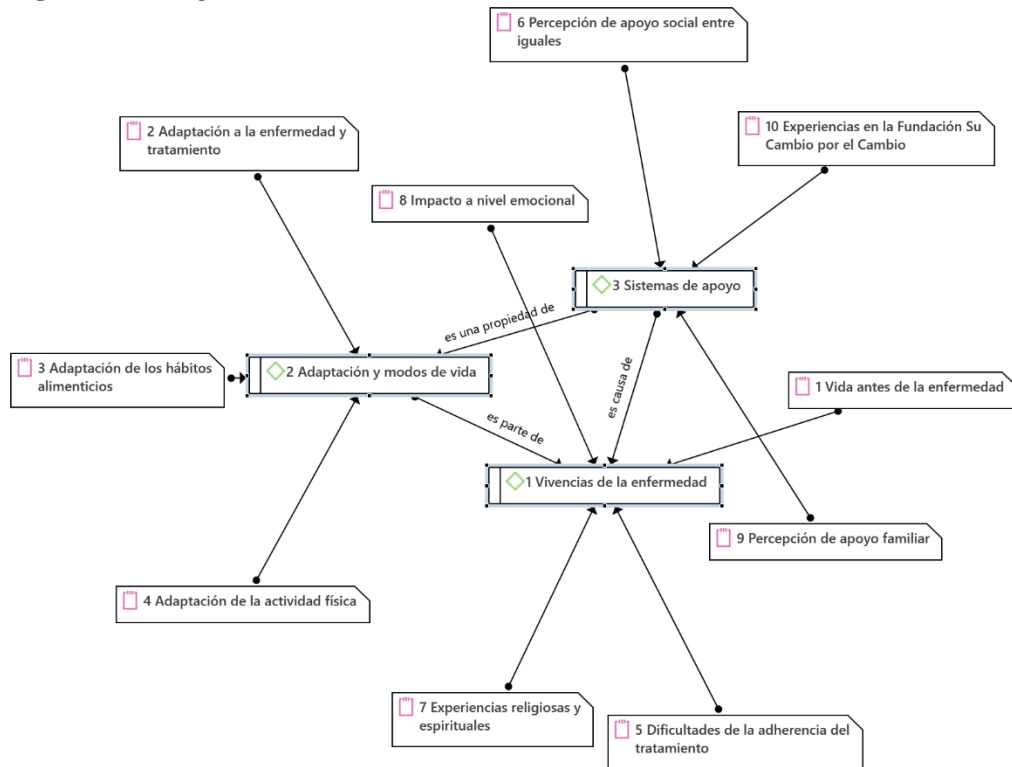 6 Percepción de apoyo social entre
iguales
2 Adaptación a la enfermedad y
tratamiento
10 Experiencias en la Fundación Su
Cambio por el Cambio
8 Impacto a nivel emocional
3 Sistemas de apoyo
es una propiedad de
3 Adaptación de los hábitos
alimenticios
2 Adaptación y modos de vida
es causa de
1 Vida antes de la enfermedad
es parte de
1 Vivencias de la enfermedad
9 Percepción de apoyo familiar
4 Adaptación de la actividad física
7 Experiencias religiosas y
espirituales
5 Dificultades de la adherencia del
tratamiento